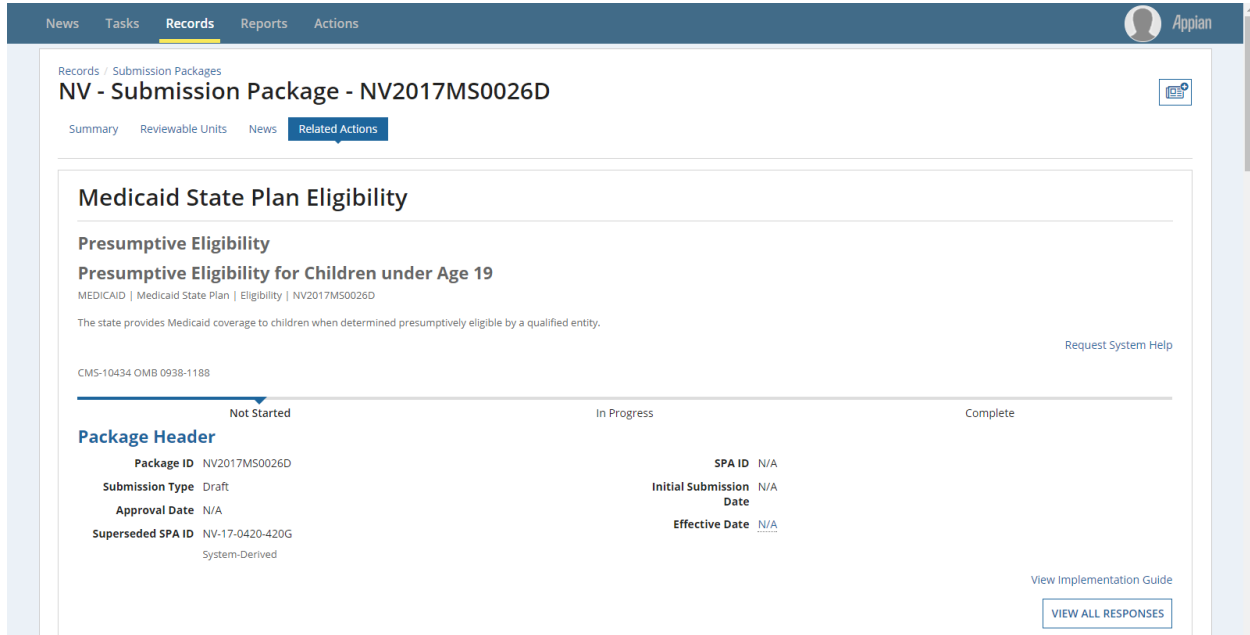 News Tasks Records Reports Actions Appian
Records / Submission Packages
NV - Submission Package - NV2017MS0026D
Summary Reviewable Units News Related Actions
Medicaid State Plan Eligibility
Presumptive Eligibility
Presumptive Eligibility for Children under Age 19
MEDICAID | Medicaid State Plan | Eligibility | NV2017MS0026D
The state provides Medicaid coverage to children when determined presumptively eligible by a qualified entity.
Request System Help
CMS-10434 OMB 0938-1188
Not Started In Progress Complete
Package Header
Package ID NV2017MS0026D
Submission Type Draft
Approval Date N/A
Superseded SPA ID NV-17-0420-420G
System-Derived
SPA ID N/A
Initial Submission N/A
Date
Effective Date N/A
View Implementation Guide
VIEW ALL RESPONSES